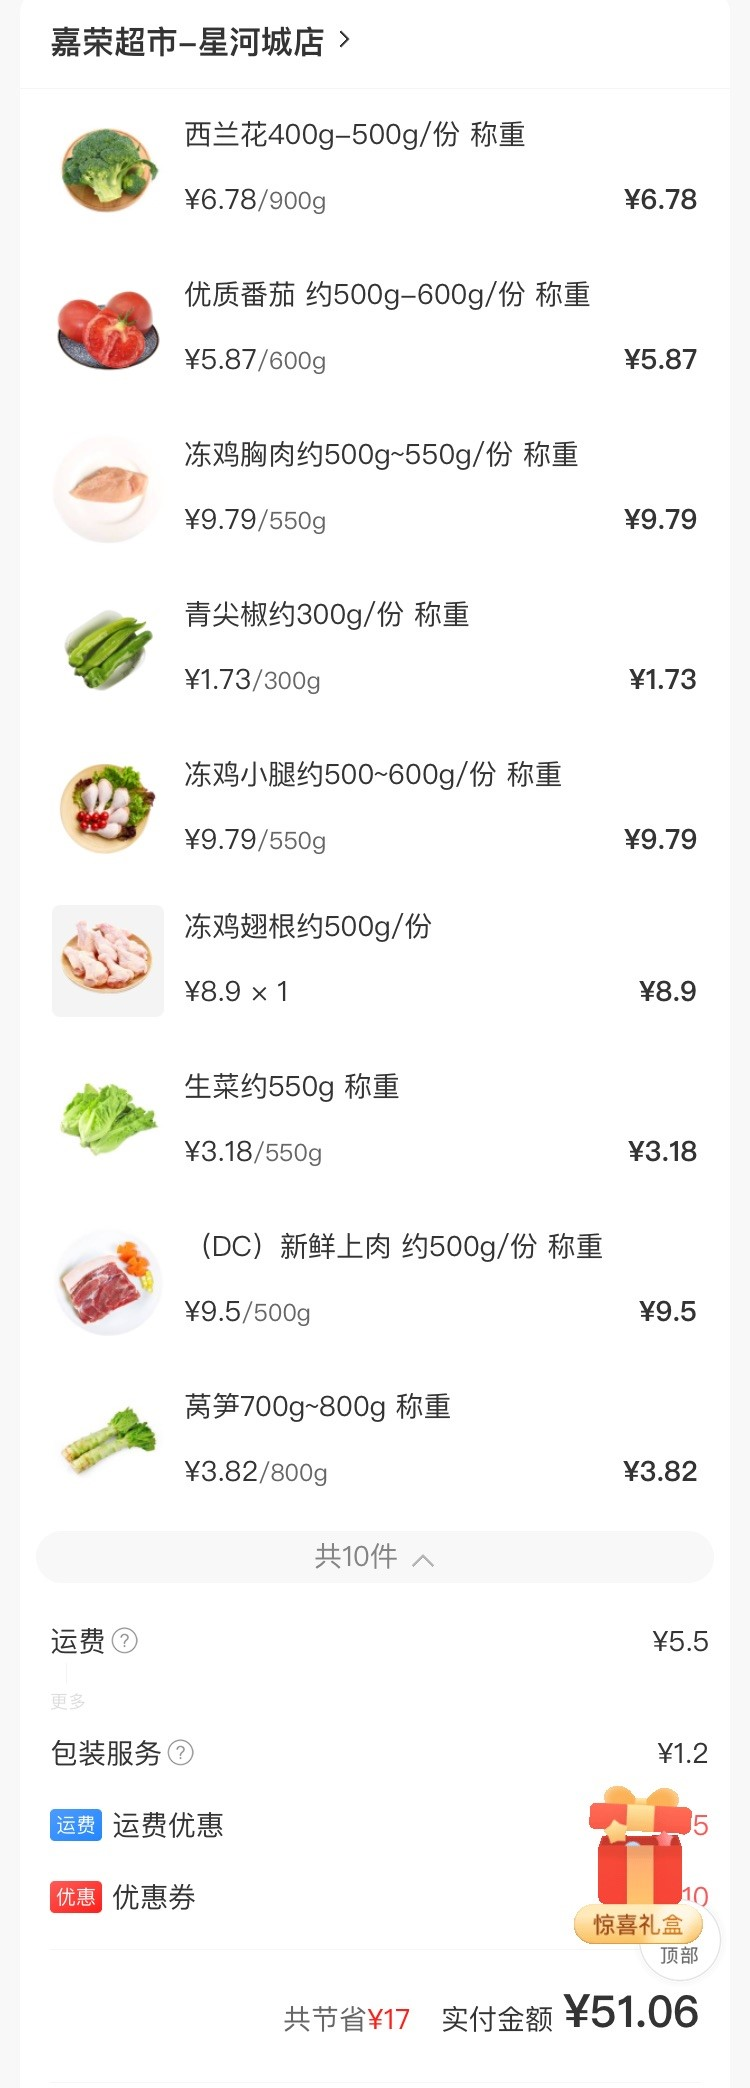 嘉荣超市-星河城店
西兰花400g-500g/份 称重
¥6.78/900g ¥6.78
优质番茄 约500g-600g/份 称重
¥5.87/600g ¥5.87
冻鸡胸肉约500g~550g/份 称重
¥9.79/550g ¥9.79
青尖椒约300g/份 称重
¥1.73/300g ¥1.73
冻鸡小腿约500~600g/份 称重
¥9.79/550g ¥9.79
冻鸡翅根约500g/份
¥8.9 × 1 ¥8.9
生菜约550g 称重
¥3.18/550g ¥3.18
（DC）新鲜上肉 约500g/份 称重
¥9.5/500g ¥9.5
莴笋700g~800g 称重
¥3.82/800g ¥3.82
共10件
运费 ? ¥5.5
更多
包装服务 ? ¥1.2
运费 运费优惠 5
优惠 优惠券 10
惊喜礼盒
顶部
共节省¥17 实付金额 ¥51.06